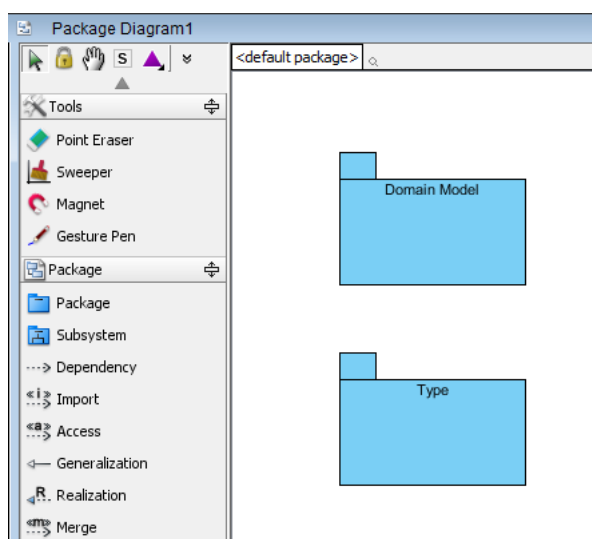 Package Diagram1
S
<default package>
Tools
Point Eraser
Sweeper
Magnet
Gesture Pen
Package
Package
Subsystem
Dependency
«i» Import
«a» Access
Generalization
R. Realization
«m» Merge
Domain Model
Type